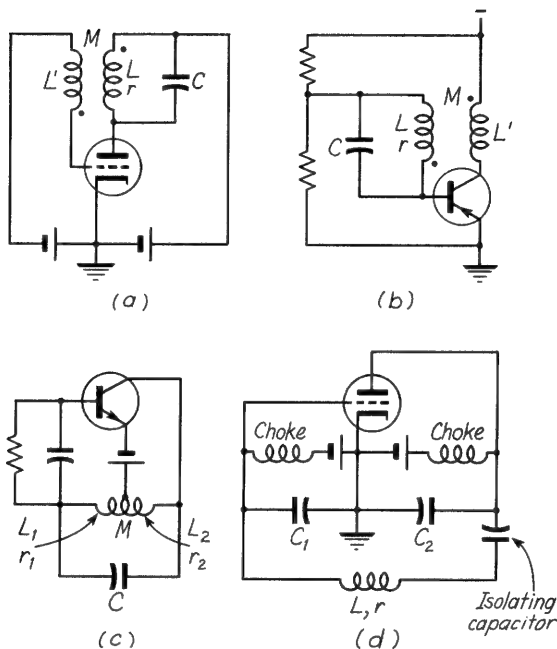 M
L' L r C
(a)
–
M
C L r L'
(b)
L₁ r₁ M L₂ r₂
C
(c)
Choke Choke
C₁ C₂
L, r
Isolating
capacitor
(d)